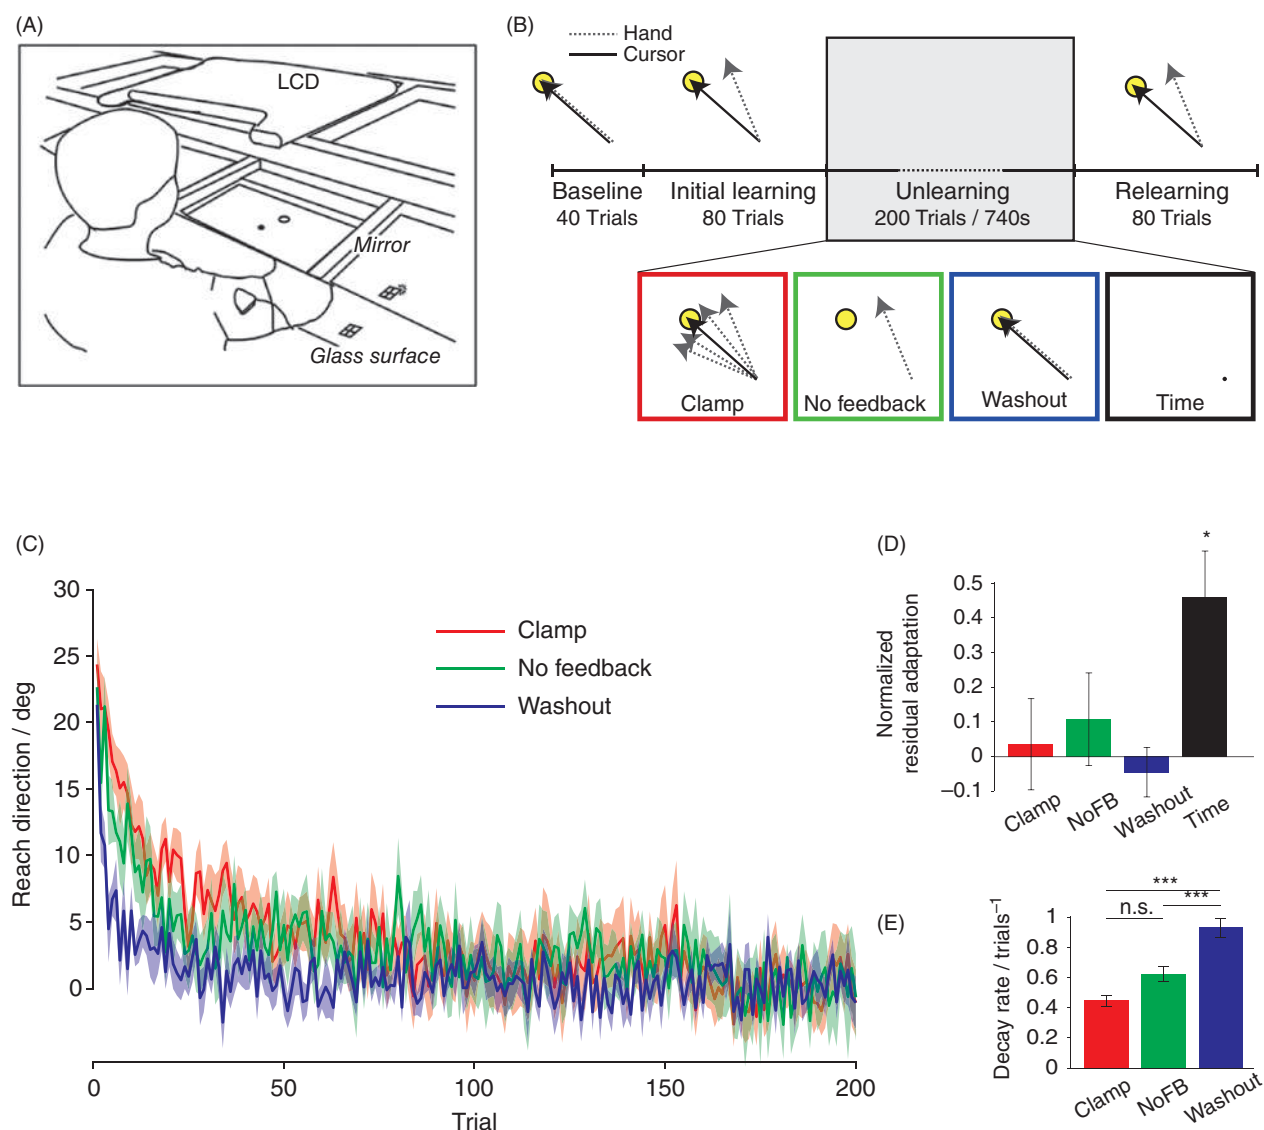 (A)
LCD
Mirror
Glass surface
(B)
Hand
Cursor
Baseline
40 Trials
Initial learning
80 Trials
Unlearning
200 Trials / 740s
Relearning
80 Trials
Clamp
No feedback
Washout
Time
(C)
Reach direction / deg
30
25
20
15
10
5
0
Clamp
No feedback
Washout
0
50
100
150
200
Trial
(D)
Normalized
residual adaptation
0.5
0.4
0.3
0.2
0.1
0
–0.1
*
Clamp
NoFB
Washout
Time
(E)
Decay rate / trials⁻¹
1
0.8
0.6
0.4
0.2
0
***
n.s.
***
Clamp
NoFB
Washout